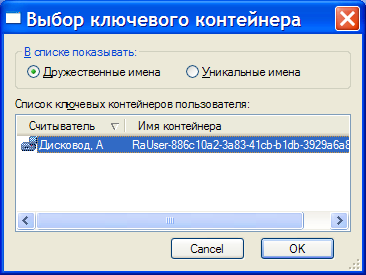 Выбор ключевого контейнера
В списке показывать:
Дружественные имена
Уникальные имена
Список ключевых контейнеров пользователя:
Считыватель Имя контейнера
Дисковод, A RaUser-886c10a2-3a83-41cb-b1db-3929a6a8
Cancel OK